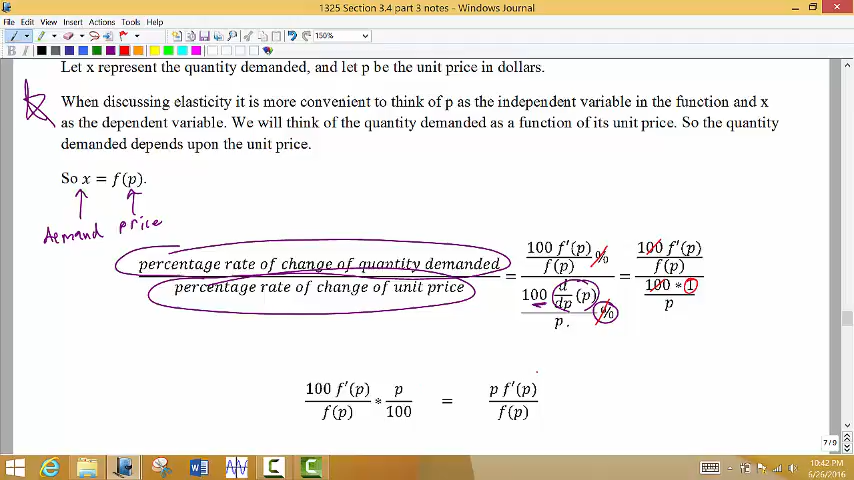 1325 Section 3.4 part 3 notes - Windows Journal
File Edit View Insert Actions Tools Help
150%
B I
Let x represent the quantity demanded, and let p be the unit price in dollars.
When discussing elasticity it is more convenient to think of p as the independent variable in the function and x
as the dependent variable. We will think of the quantity demanded as a function of its unit price. So the quantity
demanded depends upon the unit price.
So x = f(p).
demand price
percentage rate of change of quantity demanded / percentage rate of change of unit price = (100 f′(p) / f(p) %) / (100 d/dp (p) / p %) = (100 f′(p) / f(p)) / (100 * 1 / p)
100 f′(p) / f(p) * p / 100 = p f′(p) / f(p)
7/9
10:42 PM
6/26/2016